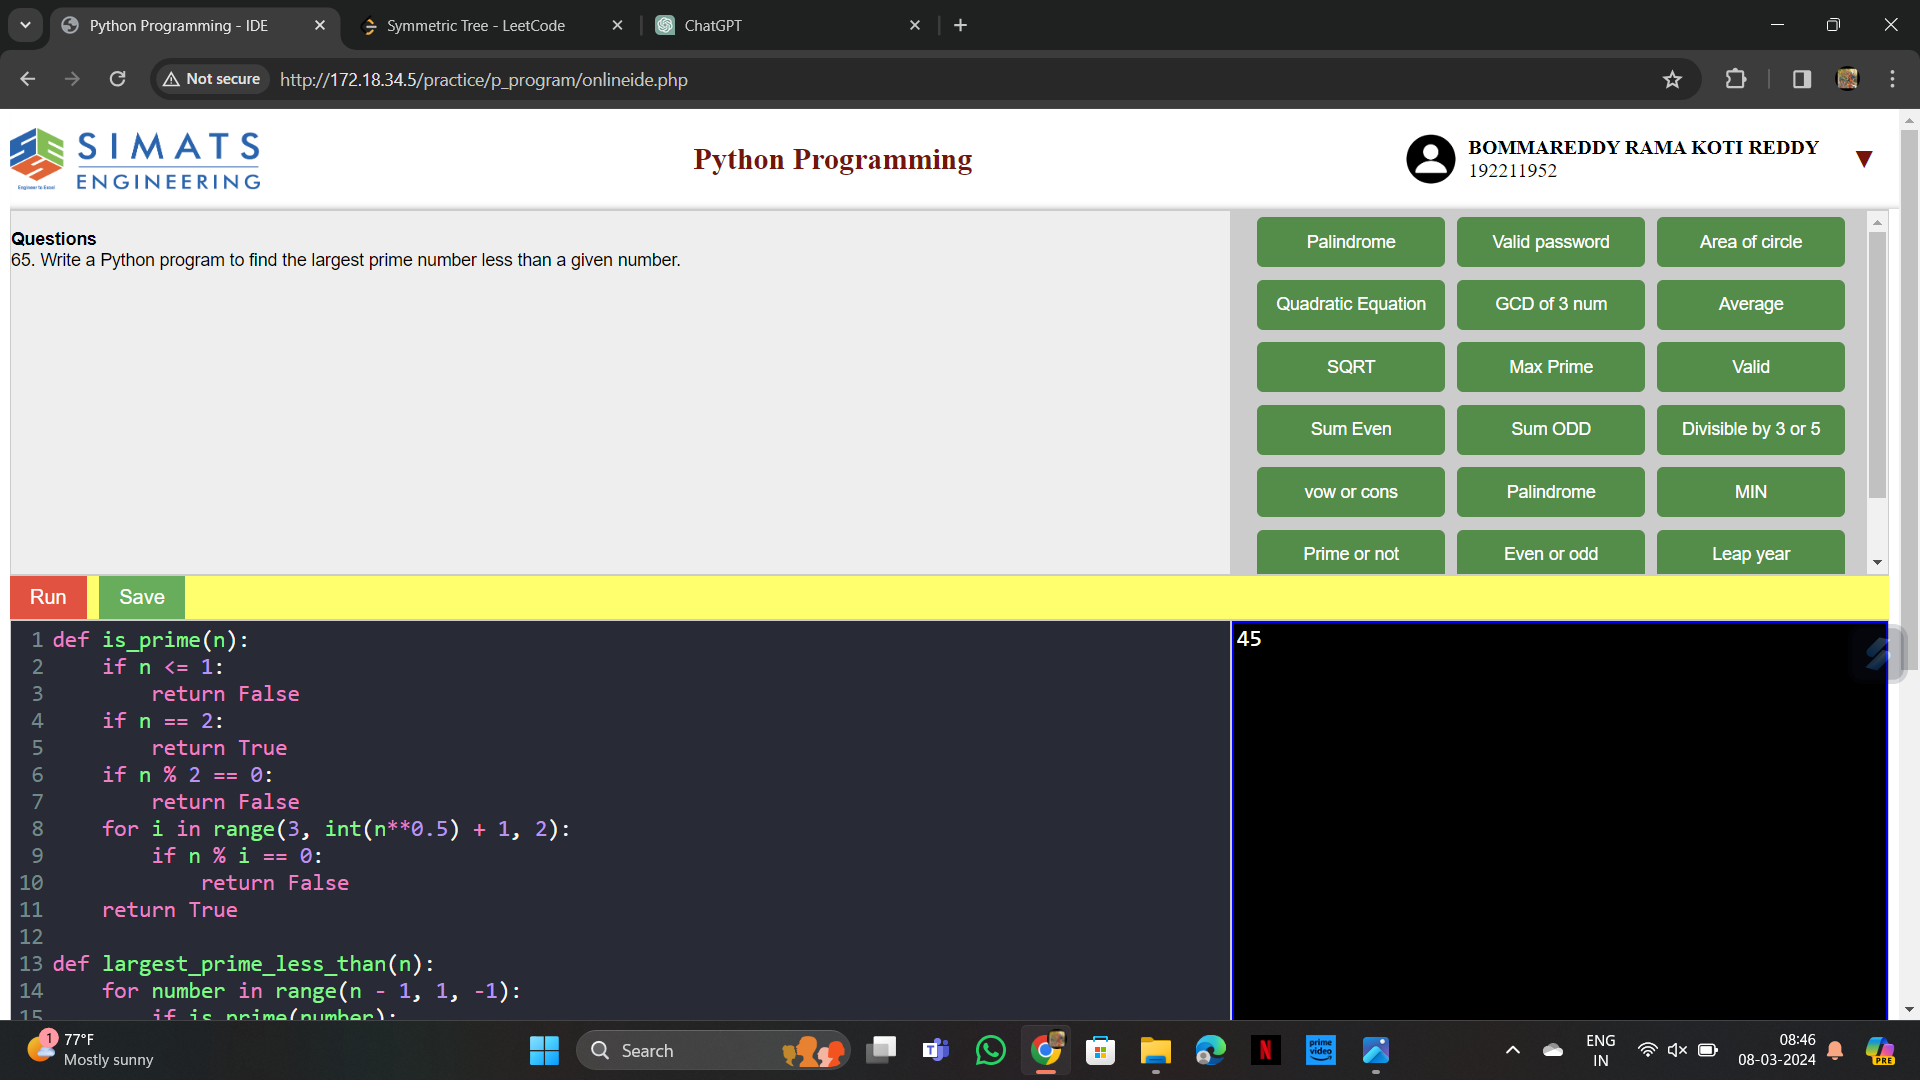 Python Programming - IDE
Symmetric Tree - LeetCode
ChatGPT
Not secure
http://172.18.34.5/practice/p_program/onlineide.php
SIMATS
ENGINEERING
Engineer to Excel
Python Programming
BOMMAREDDY RAMA KOTI REDDY
192211952
Questions
65. Write a Python program to find the largest prime number less than a given number.
Palindrome
Valid password
Area of circle
Quadratic Equation
GCD of 3 num
Average
SQRT
Max Prime
Valid
Sum Even
Sum ODD
Divisible by 3 or 5
vow or cons
Palindrome
MIN
Prime or not
Even or odd
Leap year
Run
Save
1 def is_prime(n):
2     if n <= 1:
3         return False
4     if n == 2:
5         return True
6     if n % 2 == 0:
7         return False
8     for i in range(3, int(n**0.5) + 1, 2):
9         if n % i == 0:
10             return False
11     return True
12
13 def largest_prime_less_than(n):
14     for number in range(n - 1, 1, -1):
15         if is_prime(number):
45
1
77°F
Mostly sunny
Search
prime video
N
ENG
IN
08:46
08-03-2024
PRE